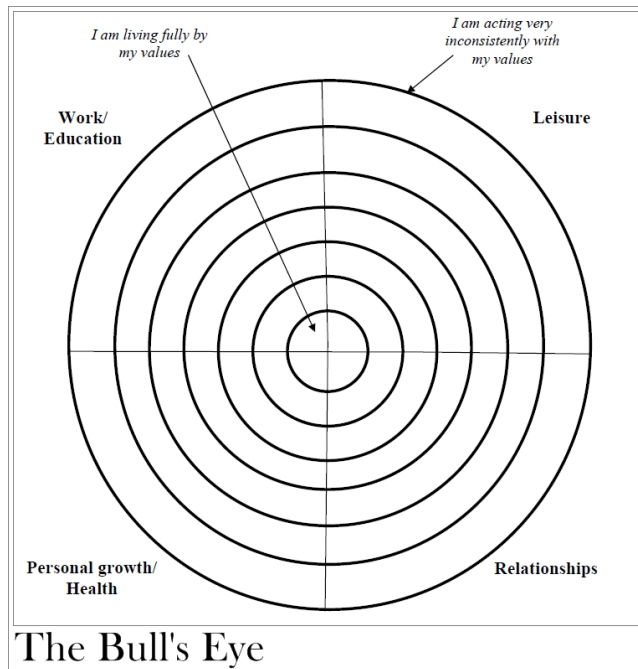 I am living fully by
my values
I am acting very
inconsistently with
my values
Work/
Education
Leisure
Personal growth/
Health
Relationships
The Bull's Eye